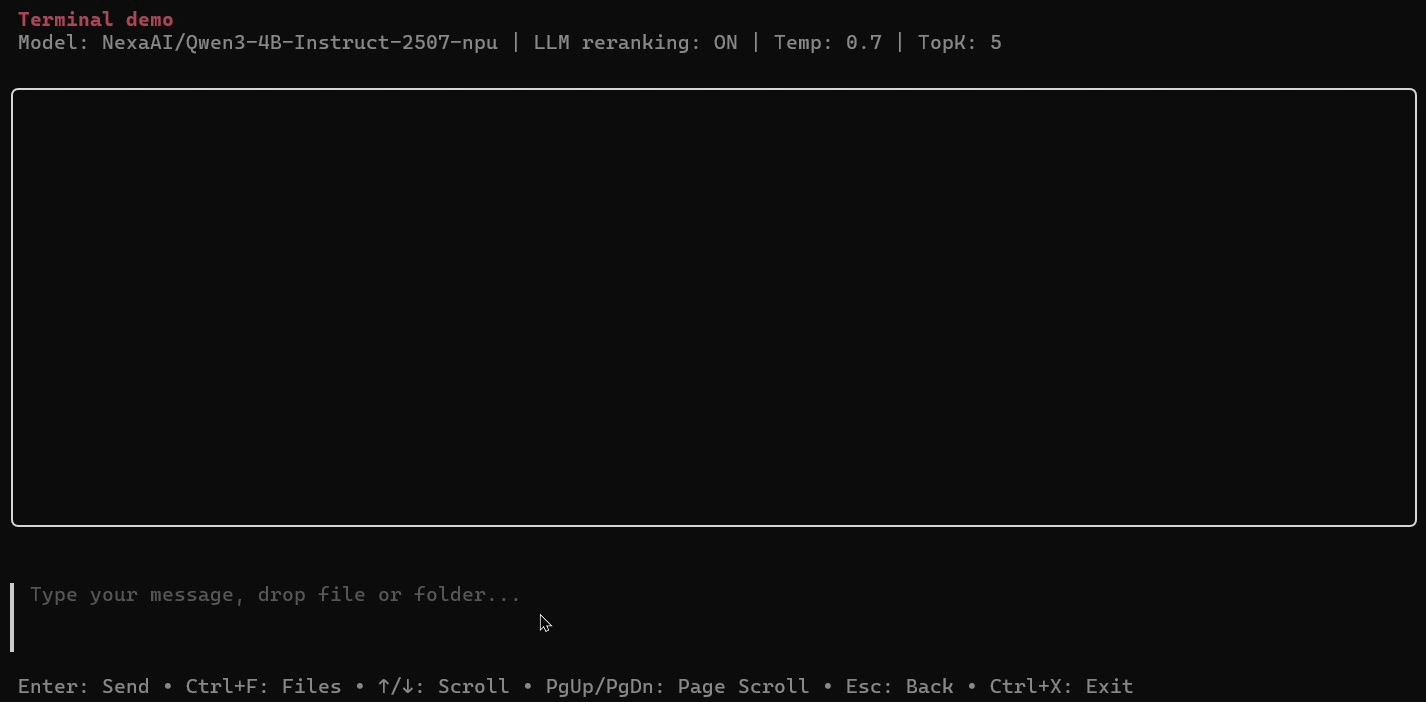 Terminal demo
Model: NexaAI/Qwen3-4B-Instruct-2507-npu | LLM reranking: ON | Temp: 0.7 | TopK: 5
Type your message, drop file or folder...
Enter: Send • Ctrl+F: Files • ↑/↓: Scroll • PgUp/PgDn: Page Scroll • Esc: Back • Ctrl+X: Exit